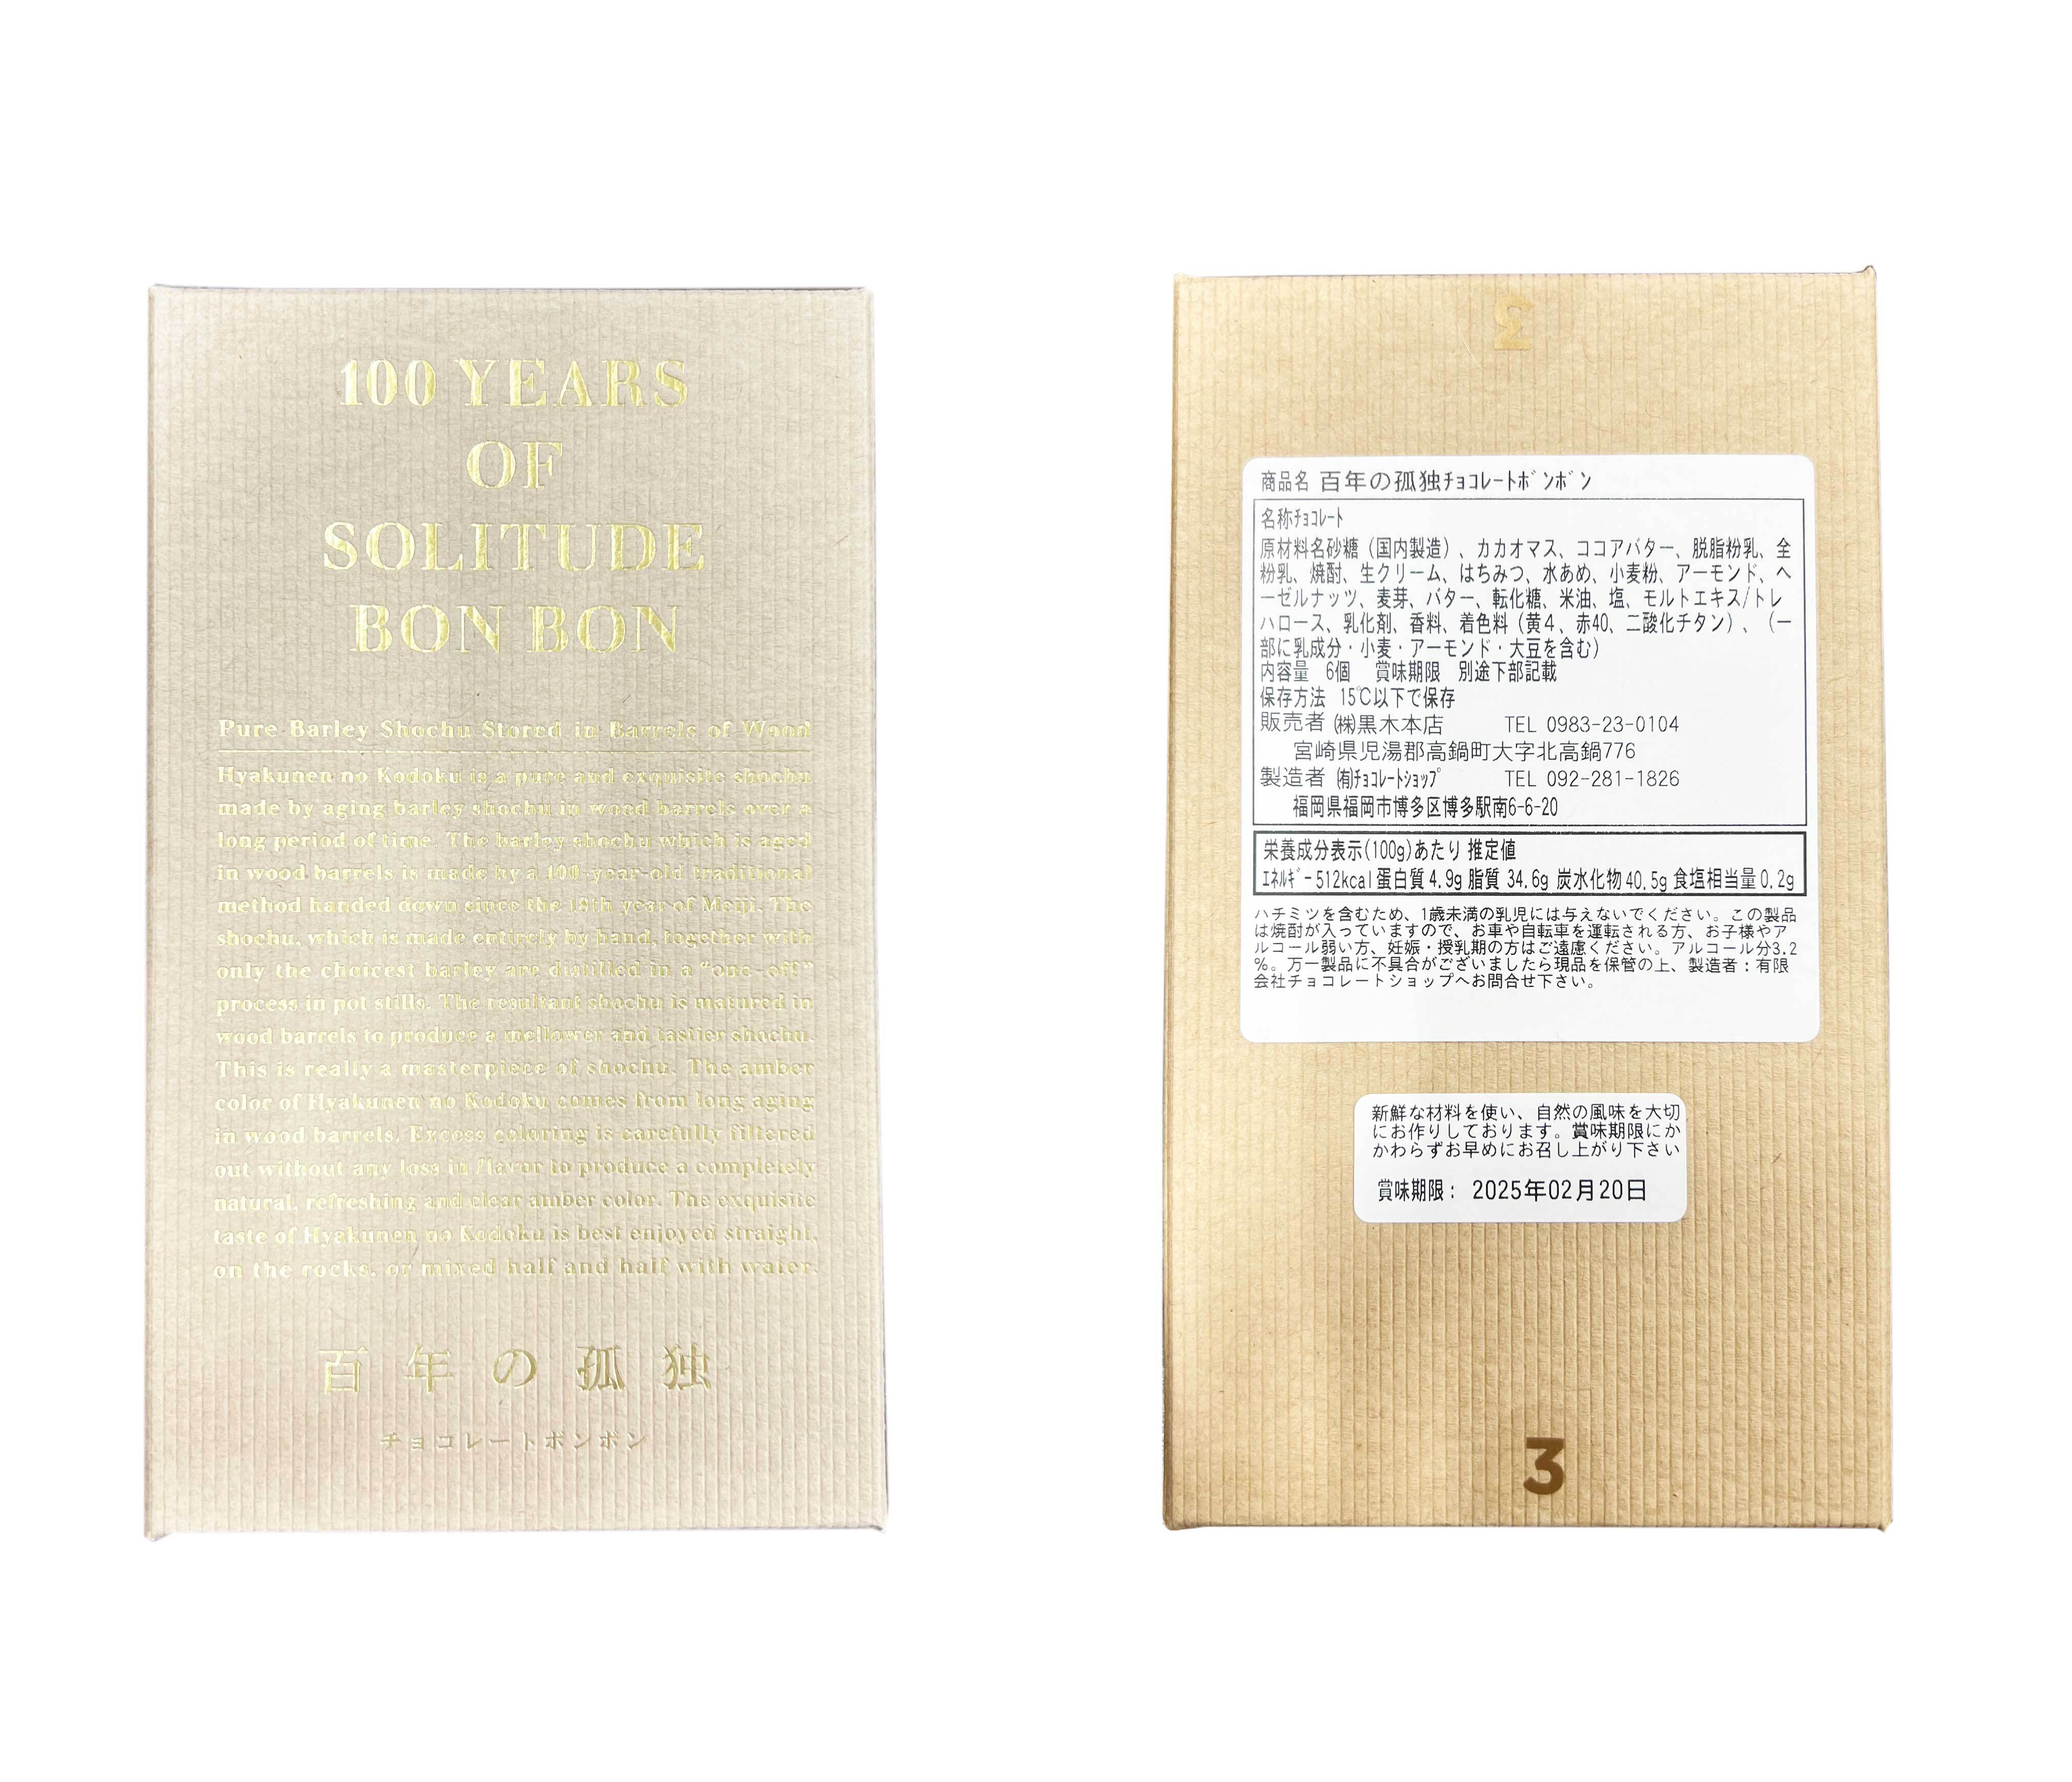 100 YEARS
OF
SOLITUDE
BON BON
Pure Barley Shochu Stored in Barrels of Wood
Hyakunen no Kodoku is a pure and exquisite shochu
made by aging barley shochu in wood barrels over a
long period of time. The barley shochu which is aged
in wood barrels is made by a 100-year-old traditional
method handed down since the 18th year of Meiji. The
shochu, which is made entirely by hand, together with
only the choicest barley are distilled in a “one-off”
process in pot stills. The resultant shochu is matured in
wood barrels to produce a mellower and tastier shochu.
This is really a masterpiece of shochu. The amber
color of Hyakunen no Kodoku comes from long aging
in wood barrels. Excess coloring is carefully filtered
out without any loss in flavor to produce a completely
natural, refreshing and clear amber color. The exquisite
taste of Hyakunen no Kodoku is best enjoyed straight,
on the rocks, or mixed half and half with water.
百年の孤独
チョコレートボンボン
3
商品名 百年の孤独ﾁｮｺﾚｰﾄﾎﾞﾝﾎﾞﾝ
名称ﾁｮｺﾚｰﾄ
原材料名砂糖（国内製造）、カカオマス、ココアバター、脱脂粉乳、全
粉乳、焼酎、生クリーム、はちみつ、水あめ、小麦粉、アーモンド、ヘ
ーゼルナッツ、麦芽、バター、転化糖、米油、塩、モルトエキス/トレ
ハロース、乳化剤、香料、着色料（黄４、赤40、二酸化チタン）、（一
部に乳成分・小麦・アーモンド・大豆を含む）
内容量 6個 賞味期限 別途下部記載
保存方法 15℃以下で保存
販売者 ㈱黒木本店 TEL 0983-23-0104
宮崎県児湯郡高鍋町大字北高鍋776
製造者 ㈲ﾁｮｺﾚｰﾄｼｮｯﾌﾟ TEL 092-281-1826
福岡県福岡市博多区博多駅南6-6-20
栄養成分表示(100g)あたり 推定値
ｴﾈﾙｷﾞｰ512kcal 蛋白質4.9g 脂質 34.6g 炭水化物40.5g 食塩相当量0.2g
ハチミツを含むため、1歳未満の乳児には与えないでください。この製品
は焼酎が入っていますので、お車や自転車を運転される方、お子様やア
ルコール弱い方、妊娠・授乳期の方はご遠慮ください。アルコール分3.2
%。万一製品に不具合がございましたら現品を保管の上、製造者：有限
会社チョコレートショップへお問合せ下さい。
新鮮な材料を使い、自然の風味を大切
にお作りしております。賞味期限にか
かわらずお早めにお召し上がり下さい
賞味期限： 2025年02月20日
3